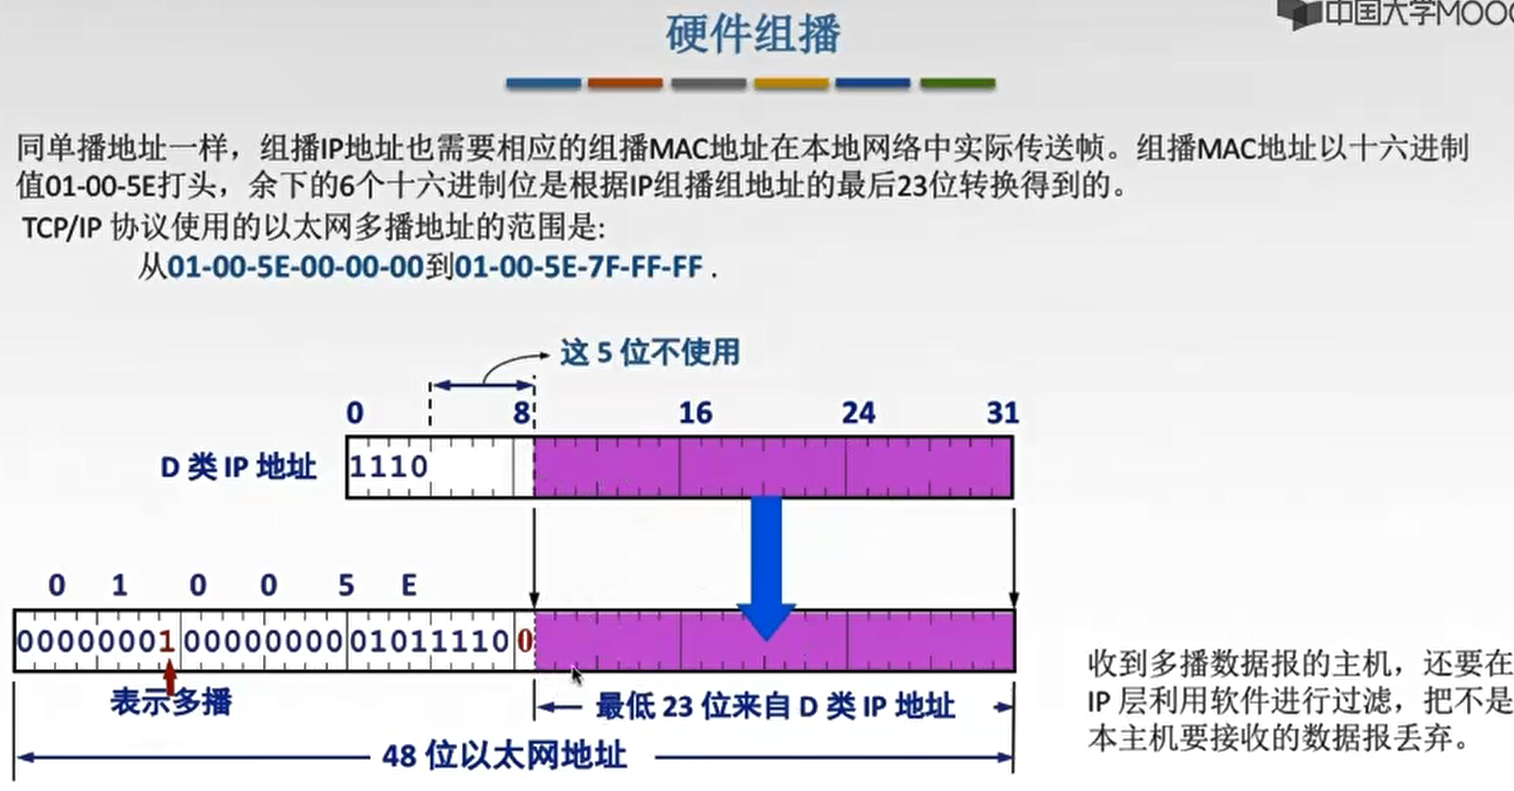 中国大学MOOC
硬件组播
同单播地址一样，组播IP地址也需要相应的组播MAC地址在本地网络中实际传送帧。组播MAC地址以十六进制
值01-00-5E打头，余下的6个十六进制位是根据IP组播组地址的最后23位转换得到的。
TCP/IP 协议使用的以太网多播地址的范围是:
从01-00-5E-00-00-00到01-00-5E-7F-FF-FF .
这 5 位不使用
0 8 16 24 31
D 类 IP 地址 1110
0 1 0 0 5 E
00000001 00000000 01011110 0
表示多播
最低 23 位来自 D 类 IP 地址
48 位以太网地址
收到多播数据报的主机，还要在
IP 层利用软件进行过滤，把不是
本主机要接收的数据报丢弃。